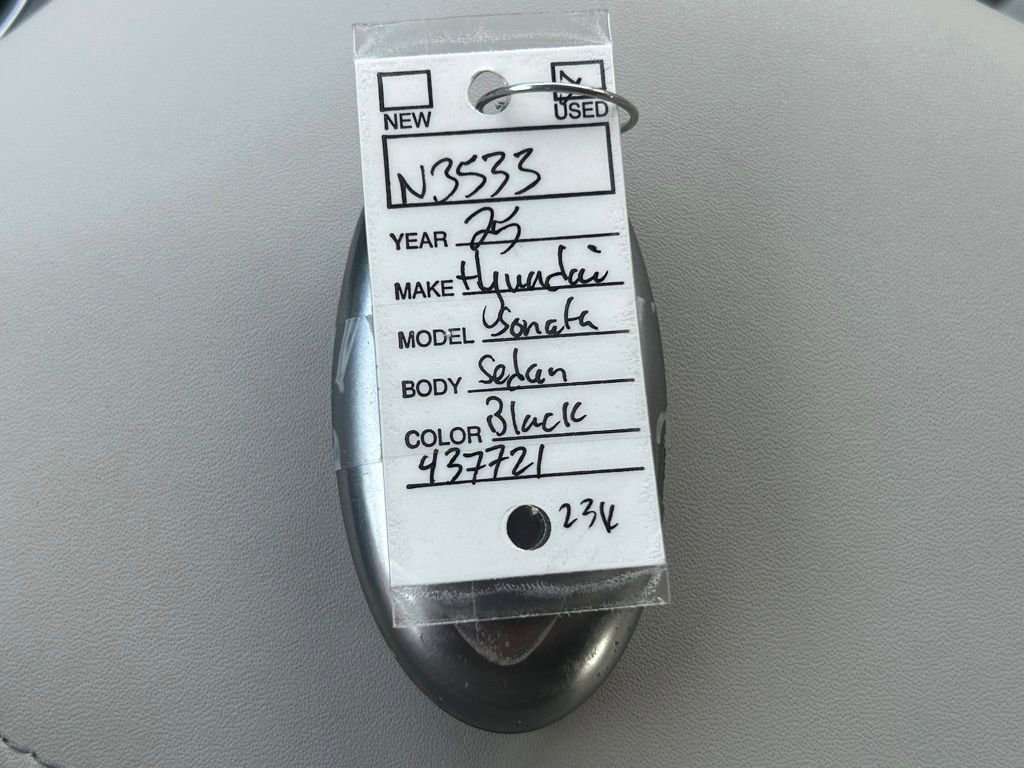 NEW USED
N3533
YEAR 25
MAKE Hyundai
MODEL Sonata
BODY Sedan
COLOR Black
437721
23K